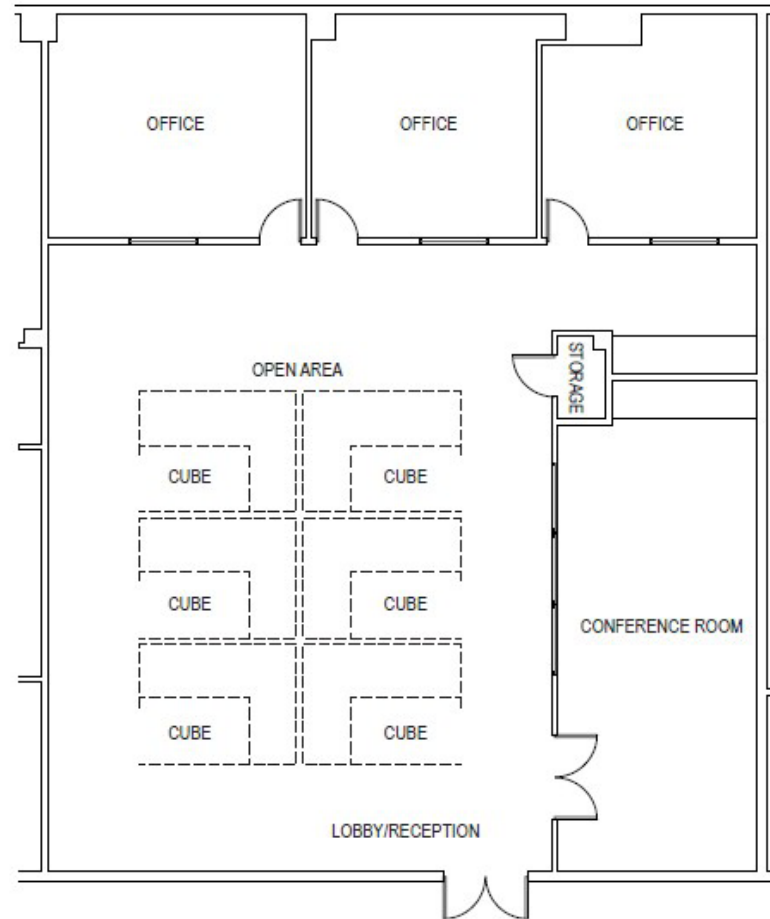 OFFICE
OFFICE
OFFICE
OPEN AREA
STORAGE
CUBE
CUBE
CUBE
CUBE
CONFERENCE ROOM
CUBE
CUBE
LOBBY/RECEPTION